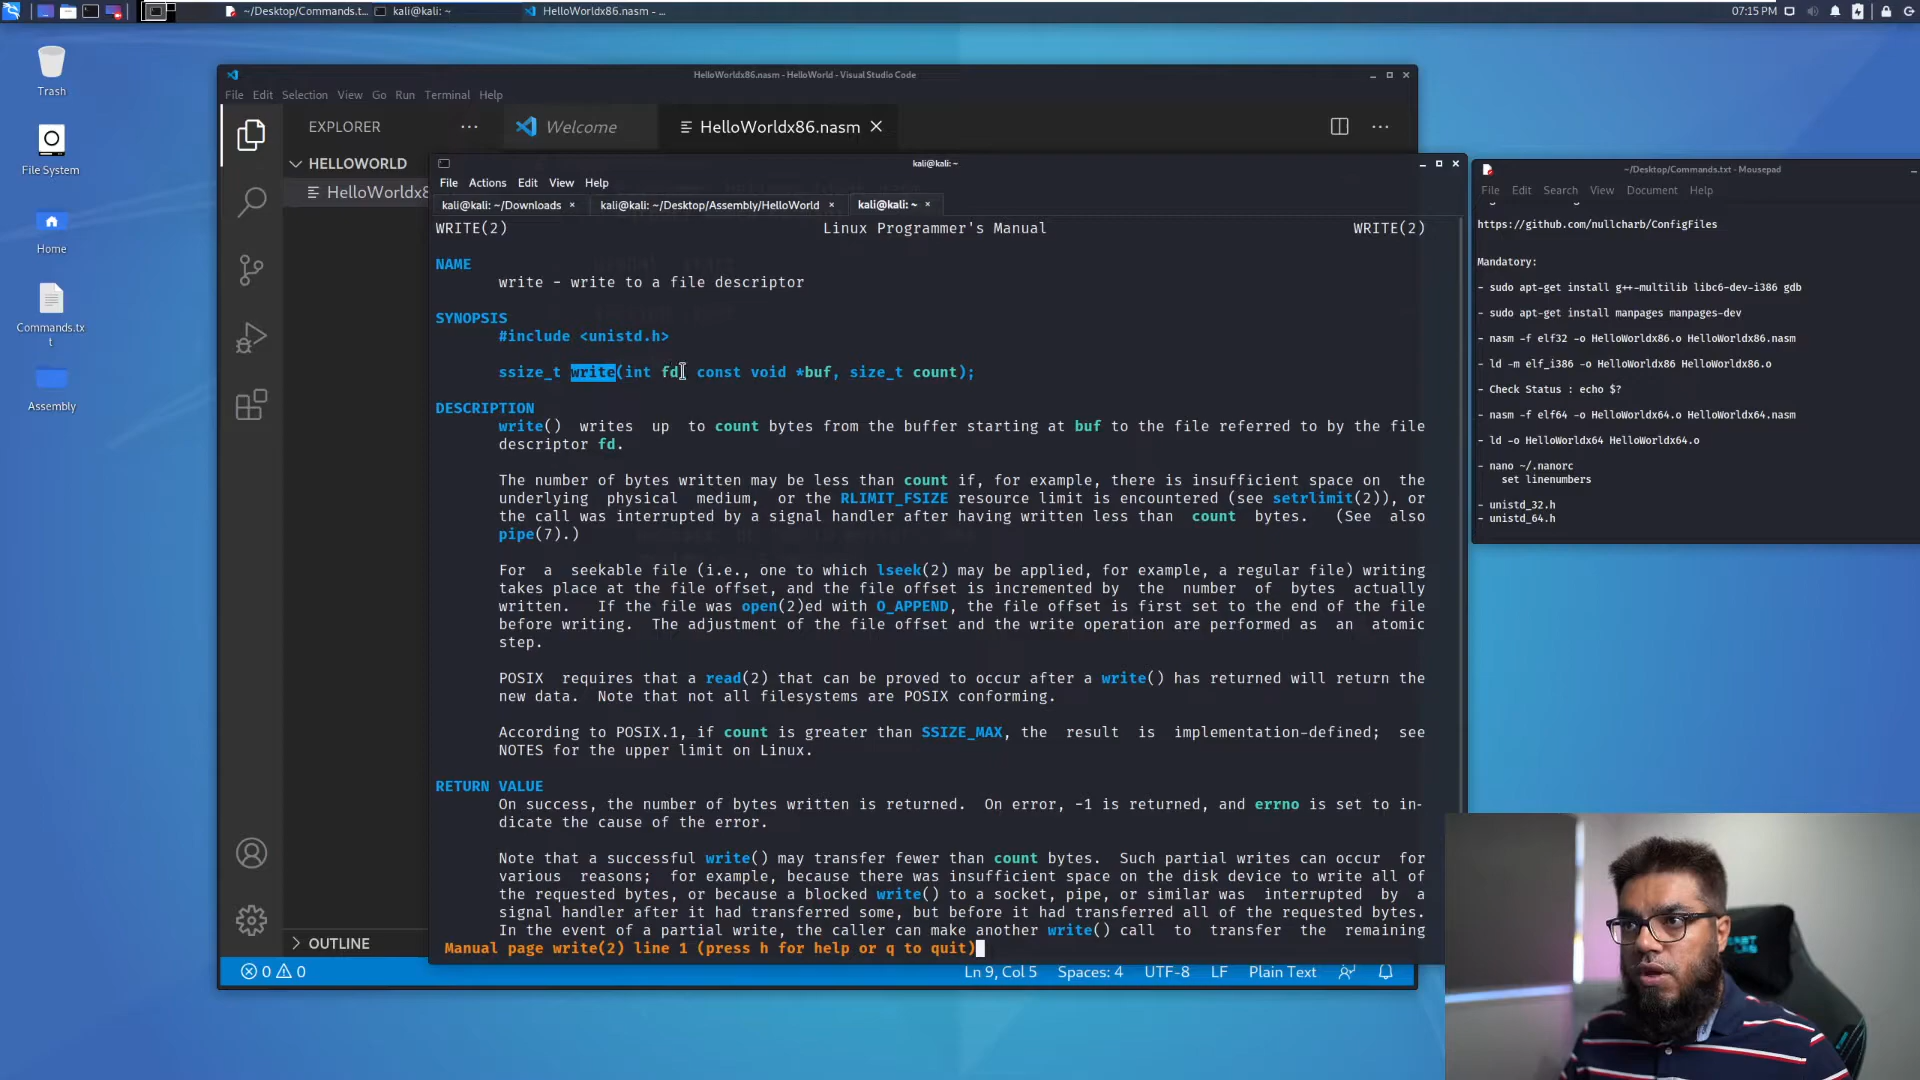 ~/Desktop/Commands.t...
kali@kali: ~
HelloWorldx86.nasm - ...
07:15 PM
Trash
File System
Home
Commands.tx
t
Assembly
HelloWorldx86.nasm - HelloWorld - Visual Studio Code
File Edit Selection View Go Run Terminal Help
EXPLORER
Welcome
HelloWorldx86.nasm
HELLOWORLD
HelloWorldx8
kali@kali: ~
File Actions Edit View Help
kali@kali: ~/Downloads
kali@kali: ~/Desktop/Assembly/HelloWorld
kali@kali: ~
WRITE(2) Linux Programmer's Manual WRITE(2)
NAME
write - write to a file descriptor
SYNOPSIS
#include <unistd.h>
ssize_t write(int fd, const void *buf, size_t count);
DESCRIPTION
write() writes up to count bytes from the buffer starting at buf to the file referred to by the file
descriptor fd.
The number of bytes written may be less than count if, for example, there is insufficient space on the
underlying physical medium, or the RLIMIT_FSIZE resource limit is encountered (see setrlimit(2)), or
the call was interrupted by a signal handler after having written less than count bytes. (See also
pipe(7).)
For a seekable file (i.e., one to which lseek(2) may be applied, for example, a regular file) writing
takes place at the file offset, and the file offset is incremented by the number of bytes actually
written. If the file was open(2)ed with O_APPEND, the file offset is first set to the end of the file
before writing. The adjustment of the file offset and the write operation are performed as an atomic
step.
POSIX requires that a read(2) that can be proved to occur after a write() has returned will return the
new data. Note that not all filesystems are POSIX conforming.
According to POSIX.1, if count is greater than SSIZE_MAX, the result is implementation-defined; see
NOTES for the upper limit on Linux.
RETURN VALUE
On success, the number of bytes written is returned. On error, -1 is returned, and errno is set to in-
dicate the cause of the error.
Note that a successful write() may transfer fewer than count bytes. Such partial writes can occur for
various reasons; for example, because there was insufficient space on the disk device to write all of
the requested bytes, or because a blocked write() to a socket, pipe, or similar was interrupted by a
signal handler after it had transferred some, but before it had transferred all of the requested bytes.
In the event of a partial write, the caller can make another write() call to transfer the remaining
Manual page write(2) line 1 (press h for help or q to quit)
OUTLINE
0 0
Ln 9, Col 5 Spaces: 4 UTF-8 LF Plain Text
~/Desktop/Commands.txt - Mousepad
File Edit Search View Document Help
https://github.com/nullcharb/ConfigFiles
Mandatory:
- sudo apt-get install g++-multilib libc6-dev-i386 gdb
- sudo apt-get install manpages manpages-dev
- nasm -f elf32 -o HelloWorldx86.o HelloWorldx86.nasm
- ld -m elf_i386 -o HelloWorldx86 HelloWorldx86.o
- Check Status : echo $?
- nasm -f elf64 -o HelloWorldx64.o HelloWorldx64.nasm
- ld -o HelloWorldx64 HelloWorldx64.o
- nano ~/.nanorc
set linenumbers
- unistd_32.h
- unistd_64.h